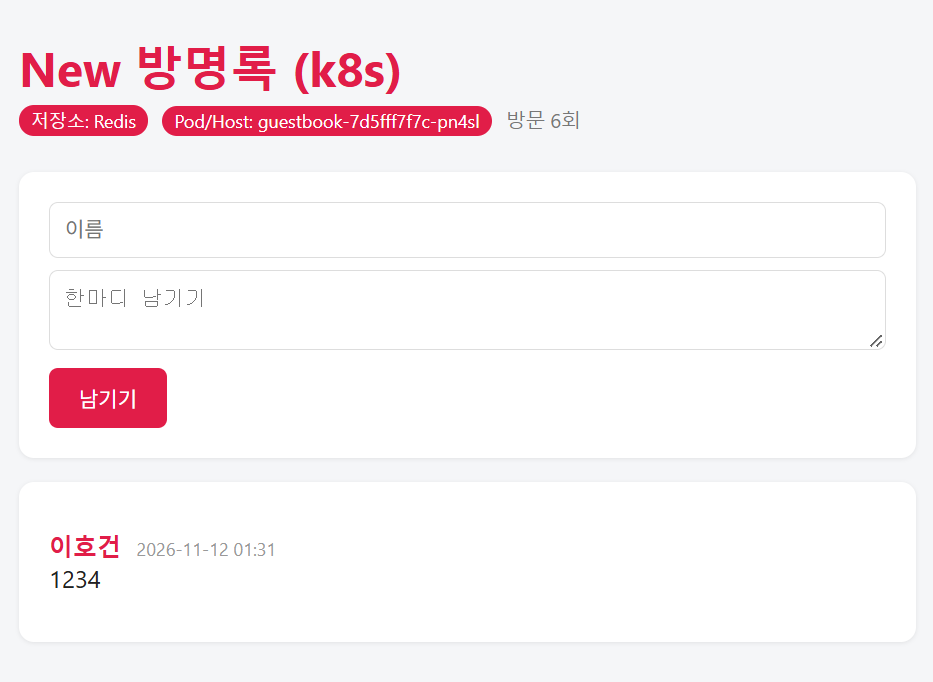 New 방명록 (k8s)
저장소: Redis Pod/Host: guestbook-7d5fff7f7c-pn4sl 방문 6회
이름
한마디 남기기
남기기
이호건 2026-11-12 01:31
1234